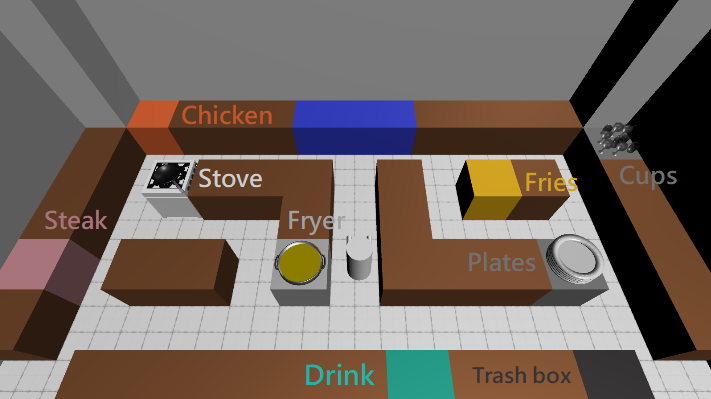 Chicken
Stove
Fries
Cups
Steak
Fryer
Plates
Drink
Trash box